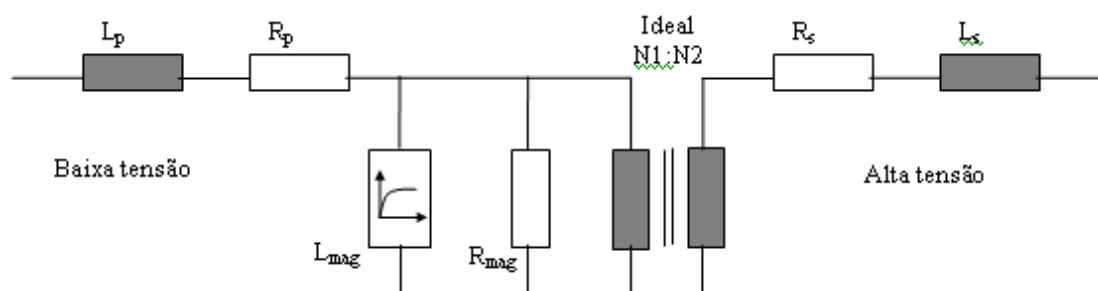 Lp
Rp
Ideal
N1:N2
Rs
Ls
Baixa tensão
Alta tensão
Lmag
Rmag